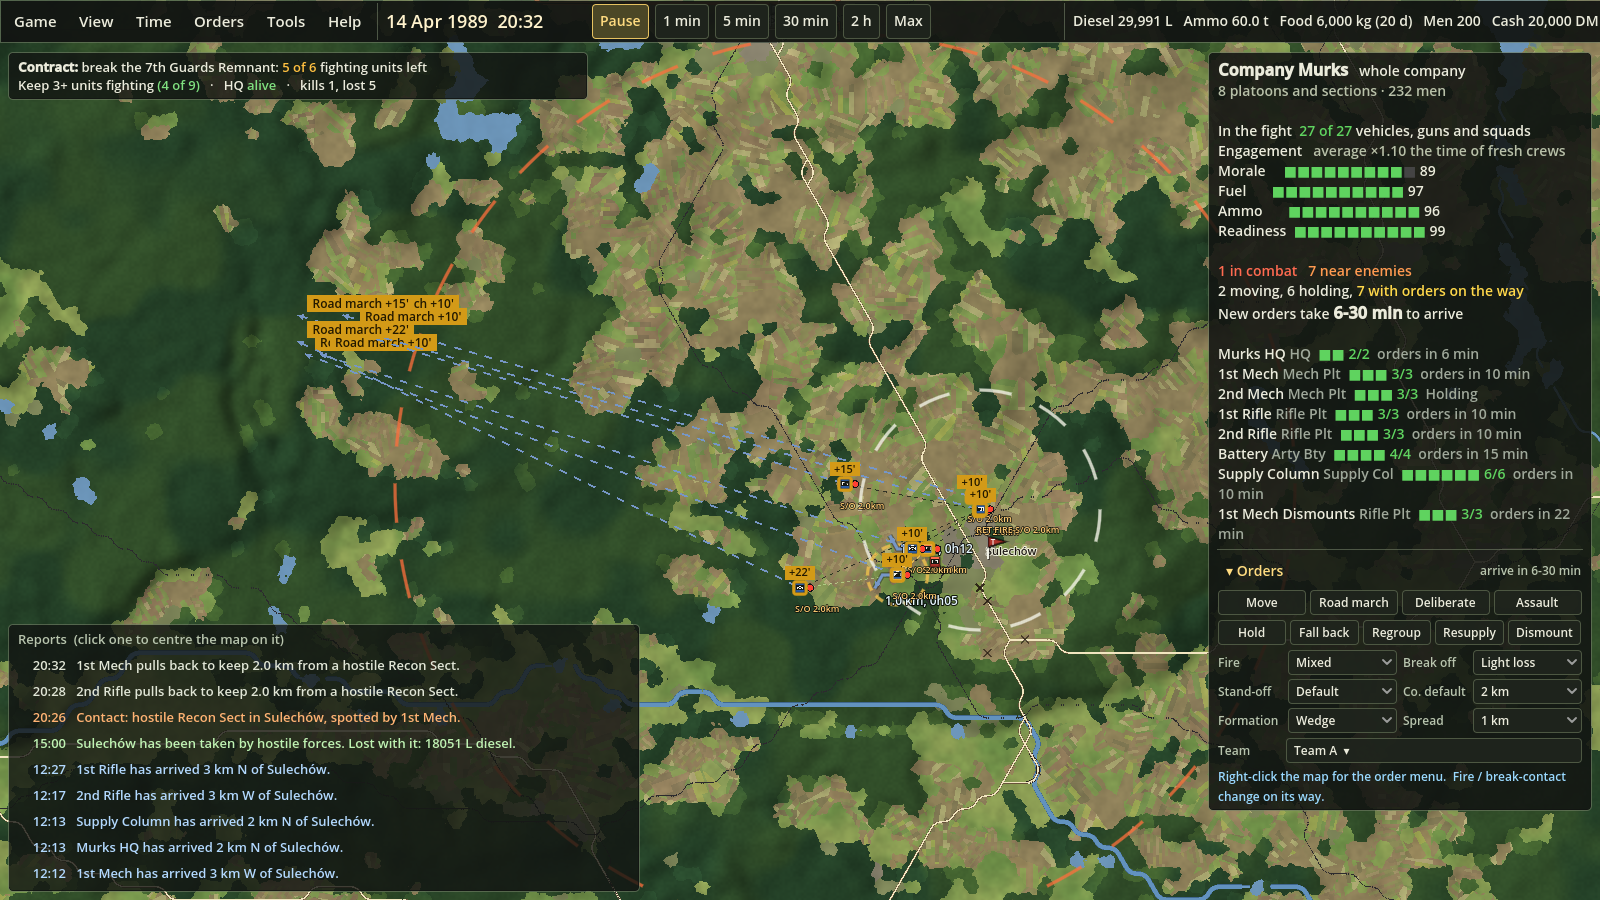 Game View Time Orders Tools Help 14 Apr 1989 20:32 Pause 1 min 5 min 30 min 2 h Max Diesel 29,991 L Ammo 60.0 t Food 6,000 kg (20 d) Men 200 Cash 20,000 DM
Contract: break the 7th Guards Remnant: 5 of 6 fighting units left
Keep 3+ units fighting (4 of 9) · HQ alive · kills 1, lost 5
Company Murks whole company
8 platoons and sections · 232 men
In the fight 27 of 27 vehicles, guns and squads
Engagement average ×1.10 the time of fresh crews
Morale 89
Fuel 97
Ammo 96
Readiness 99
1 in combat 7 near enemies
2 moving, 6 holding, 7 with orders on the way
New orders take 6-30 min to arrive
Murks HQ HQ 2/2 orders in 6 min
1st Mech Mech Plt 3/3 orders in 10 min
2nd Mech Mech Plt 3/3 Holding
1st Rifle Rifle Plt 3/3 orders in 10 min
2nd Rifle Rifle Plt 3/3 orders in 10 min
Battery Arty Bty 4/4 orders in 15 min
Supply Column Supply Col 6/6 orders in
10 min
1st Mech Dismounts Rifle Plt 3/3 orders in 22
min
▾ Orders arrive in 6-30 min
Move Road march Deliberate Assault
Hold Fall back Regroup Resupply Dismount
Fire Mixed Break off Light loss
Stand-off Default Co. default 2 km
Formation Wedge Spread 1 km
Team Team A ▾
Right-click the map for the order menu. Fire / break-contact
change on its way.
Road march +15' ch +10'
Road march +10'
Road march +22'
Road march +10'
+15'
S/O 2.0km
+10'
+10'
S/O 2.0km
RET FIRE S/O 2.0km
+10'
, 0h12
Sulechów
+10'
S/O 2.0km
+22'
S/O 2.0km
S/O 2.0km
1.0 km, 0h05
Reports (click one to centre the map on it)
20:32 1st Mech pulls back to keep 2.0 km from a hostile Recon Sect.
20:28 2nd Rifle pulls back to keep 2.0 km from a hostile Recon Sect.
20:26 Contact: hostile Recon Sect in Sulechów, spotted by 1st Mech.
15:00 Sulechów has been taken by hostile forces. Lost with it: 18051 L diesel.
12:27 1st Rifle has arrived 3 km N of Sulechów.
12:17 2nd Rifle has arrived 3 km W of Sulechów.
12:13 Supply Column has arrived 2 km N of Sulechów.
12:13 Murks HQ has arrived 2 km N of Sulechów.
12:12 1st Mech has arrived 3 km W of Sulechów.